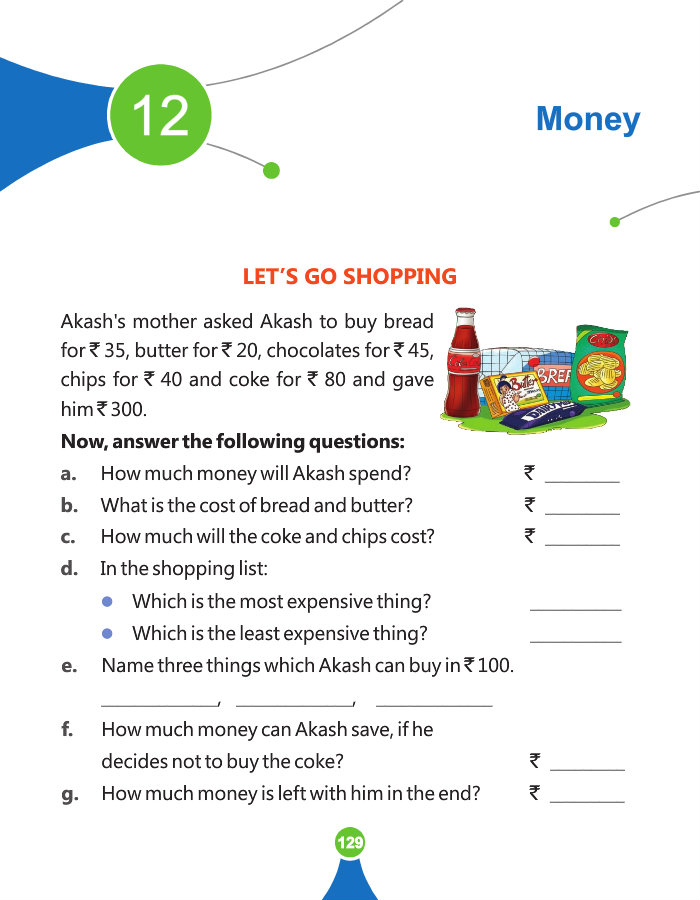 12
Money
LET'S GO SHOPPING
Akash's mother asked Akash to buy bread
for ₹ 35, butter for ₹ 20, chocolates for ₹ 45,
chips for ₹ 40 and coke for ₹ 80 and gave
him ₹ 300.
Butter
BREA
DAIRY
Now, answer the following questions:
a. How much money will Akash spend? ₹ ________
b. What is the cost of bread and butter? ₹ ________
c. How much will the coke and chips cost? ₹ ________
d. In the shopping list:
● Which is the most expensive thing? __________
● Which is the least expensive thing? __________
e. Name three things which Akash can buy in ₹ 100.
____________, ____________, ____________
f. How much money can Akash save, if he
decides not to buy the coke? ₹ ________
g. How much money is left with him in the end? ₹ ________
129